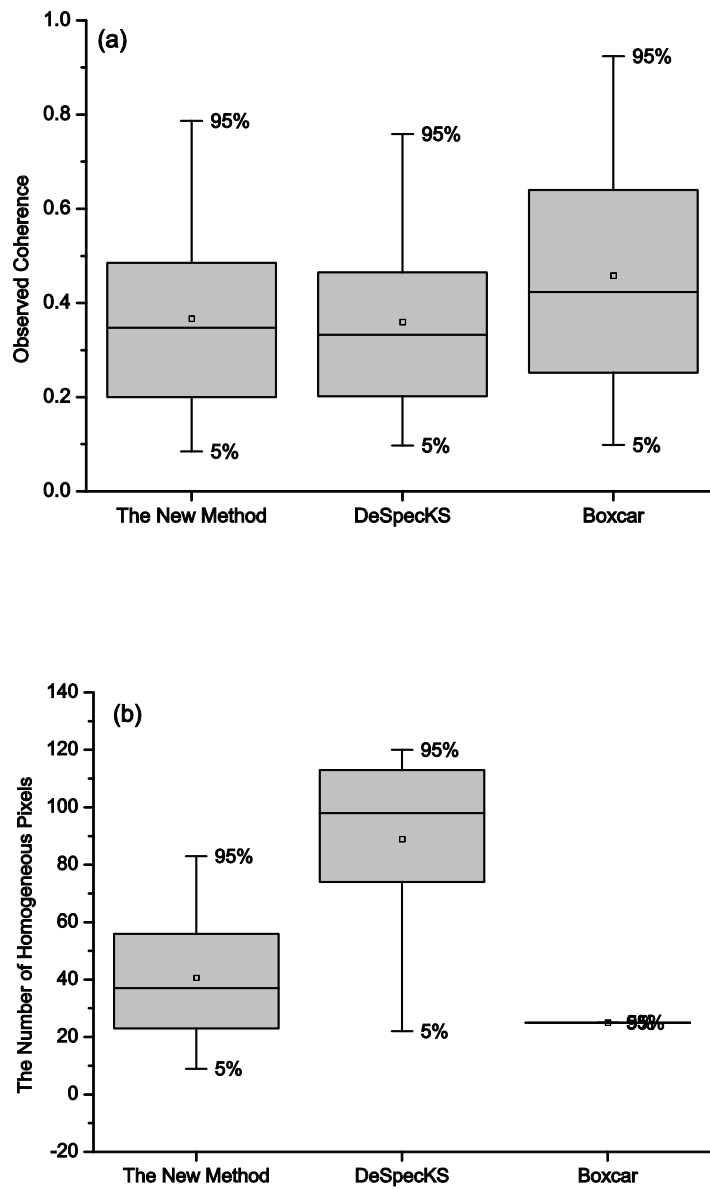 (a)
1.0
0.8
0.6
0.4
0.2
0.0
Observed Coherence
95%
95%
95%
5%
5%
5%
The New Method
DeSpecKS
Boxcar
(b)
140
120
100
80
60
40
20
0
-20
The Number of Homogeneous Pixels
95%
95%
5%
5%
The New Method
DeSpecKS
Boxcar